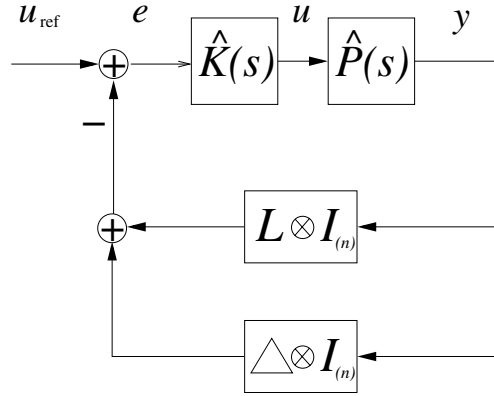 u_ref e u y
+ K̂(s) P̂(s)
−
+ L ⊗ I_(n)
△ ⊗ I_(n)